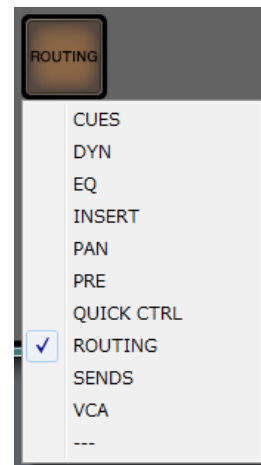 ROUTING
CUES
DYN
EQ
INSERT
PAN
PRE
QUICK CTRL
ROUTING
SENDS
VCA
---